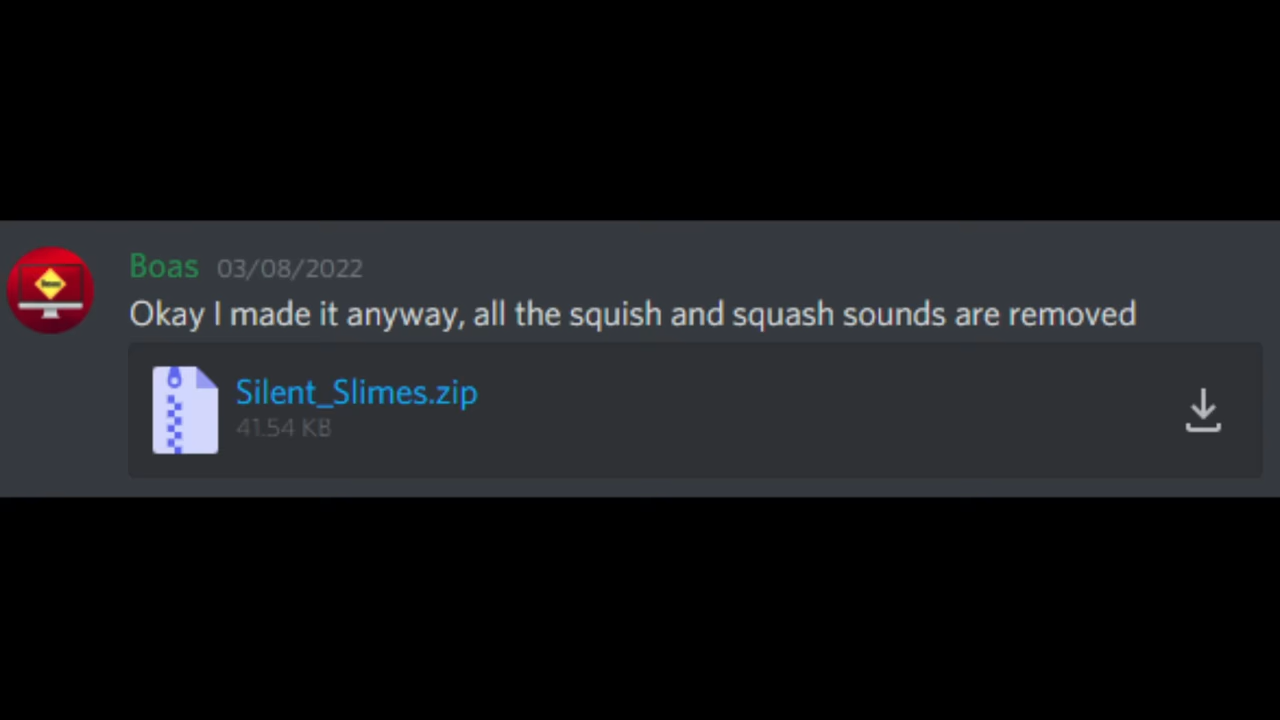 Boas 03/08/2022
Okay I made it anyway, all the squish and squash sounds are removed
Silent_Slimes.zip
41.54 KB